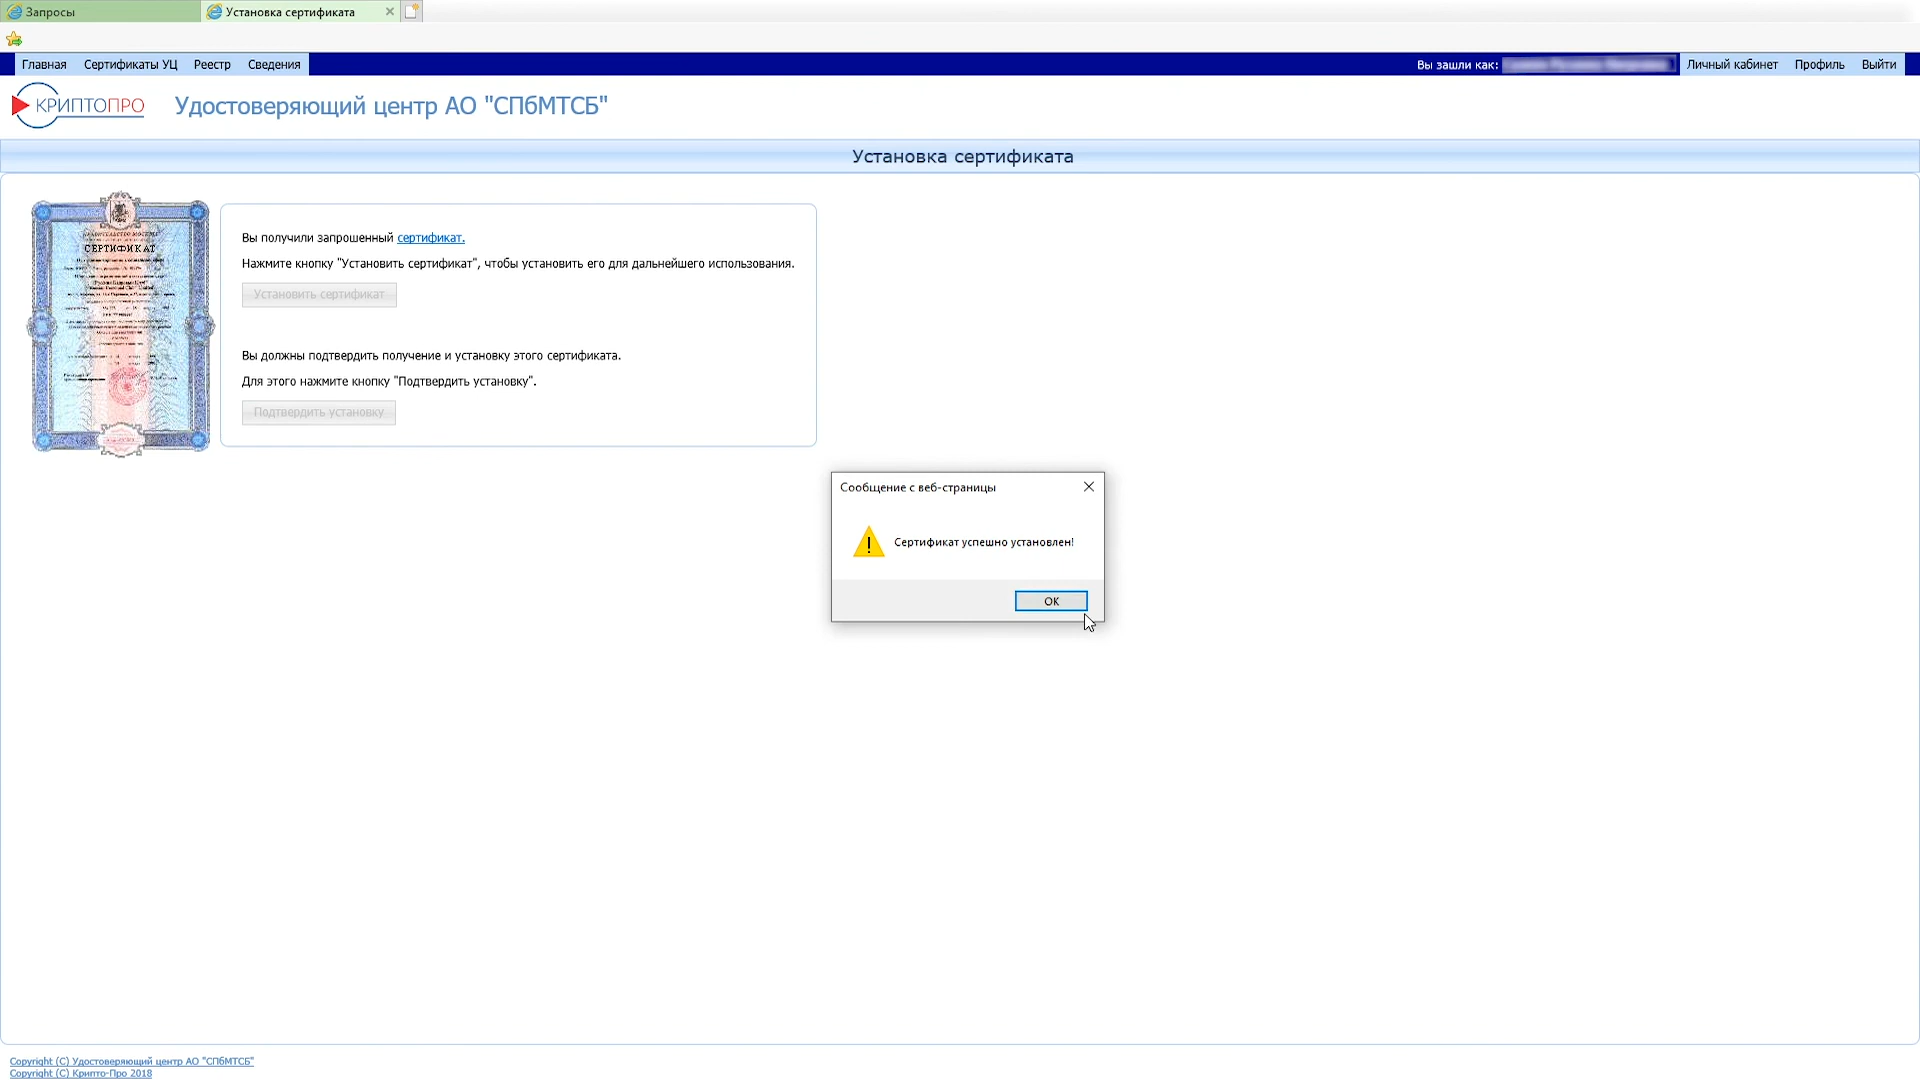 Запросы
Установка сертификата
Главная Сертификаты УЦ Реестр Сведения
Вы зашли как:
Личный кабинет Профиль Выйти
КРИПТОПРО
Удостоверяющий центр АО "СПбМТСБ"
Установка сертификата
СЕРТИФИКАТ
Вы получили запрошенный сертификат.
Нажмите кнопку "Установить сертификат", чтобы установить его для дальнейшего использования.
Установить сертификат
Вы должны подтвердить получение и установку этого сертификата.
Для этого нажмите кнопку "Подтвердить установку".
Подтвердить установку
Сообщение с веб-страницы
Сертификат успешно установлен!
ОК
Copyright (C) Удостоверяющий центр АО "СПбМТСБ"
Copyright (C) Крипто-Про 2018